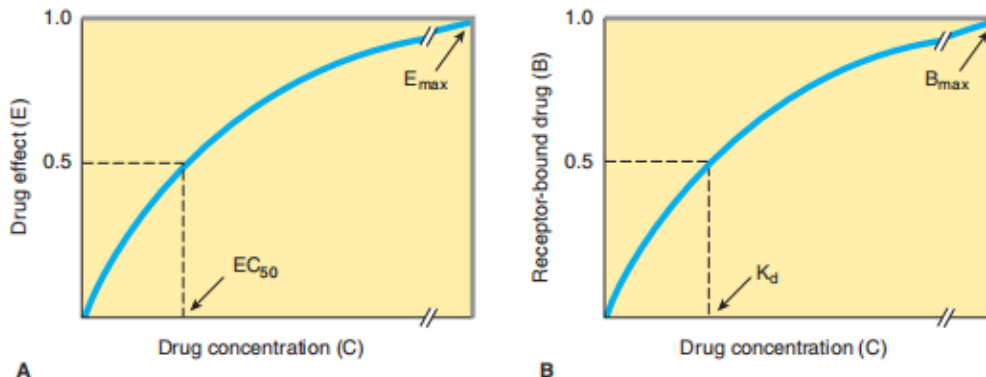 1.0
Drug effect (E)
0.5
Emax
EC50
Drug concentration (C)
A
1.0
Receptor-bound drug (B)
0.5
Bmax
Kd
Drug concentration (C)
B